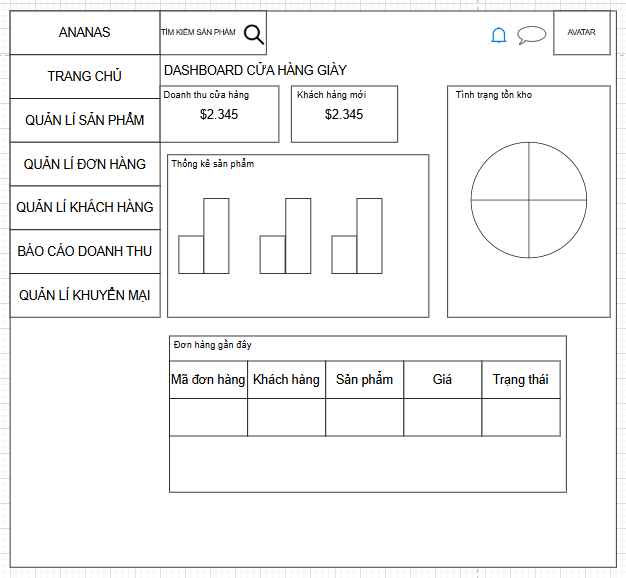 ANANAS
TÌM KIẾM SẢN PHẨM
AVATAR
TRANG CHỦ
QUẢN LÍ SẢN PHẨM
QUẢN LÍ ĐƠN HÀNG
QUẢN LÍ KHÁCH HÀNG
BÁO CÁO DOANH THU
QUẢN LÍ KHUYẾN MẠI
DASHBOARD CỬA HÀNG GIÀY
Doanh thu cửa hàng
$2.345
Khách hàng mới
$2.345
Tình trạng tồn kho
Thống kê sản phẩm
Đơn hàng gần đây
Mã đơn hàng Khách hàng Sản phẩm Giá Trạng thái